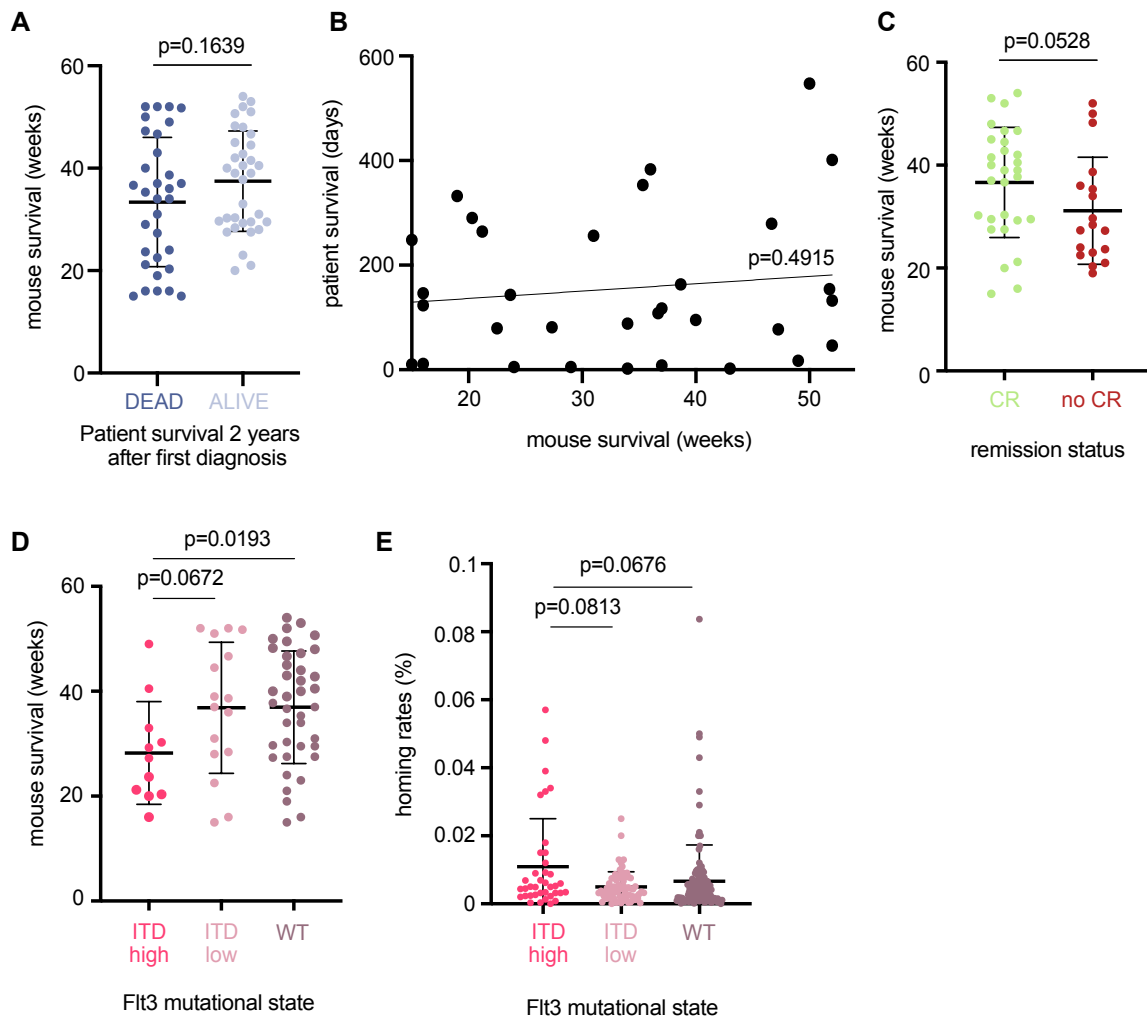 A
p=0.1639
mouse survival (weeks)
60
40
20
0
DEAD
ALIVE
Patient survival 2 years
after first diagnosis
B
patient survival (days)
600
400
200
0
p=0.4915
20
30
40
50
mouse survival (weeks)
C
p=0.0528
mouse survival (weeks)
60
40
20
0
CR
no CR
remission status
D
p=0.0193
p=0.0672
mouse survival (weeks)
60
40
20
0
ITD
high
ITD
low
WT
Flt3 mutational state
E
p=0.0676
p=0.0813
homing rates (%)
0.1
0.08
0.06
0.04
0.02
0
ITD
high
ITD
low
WT
Flt3 mutational state